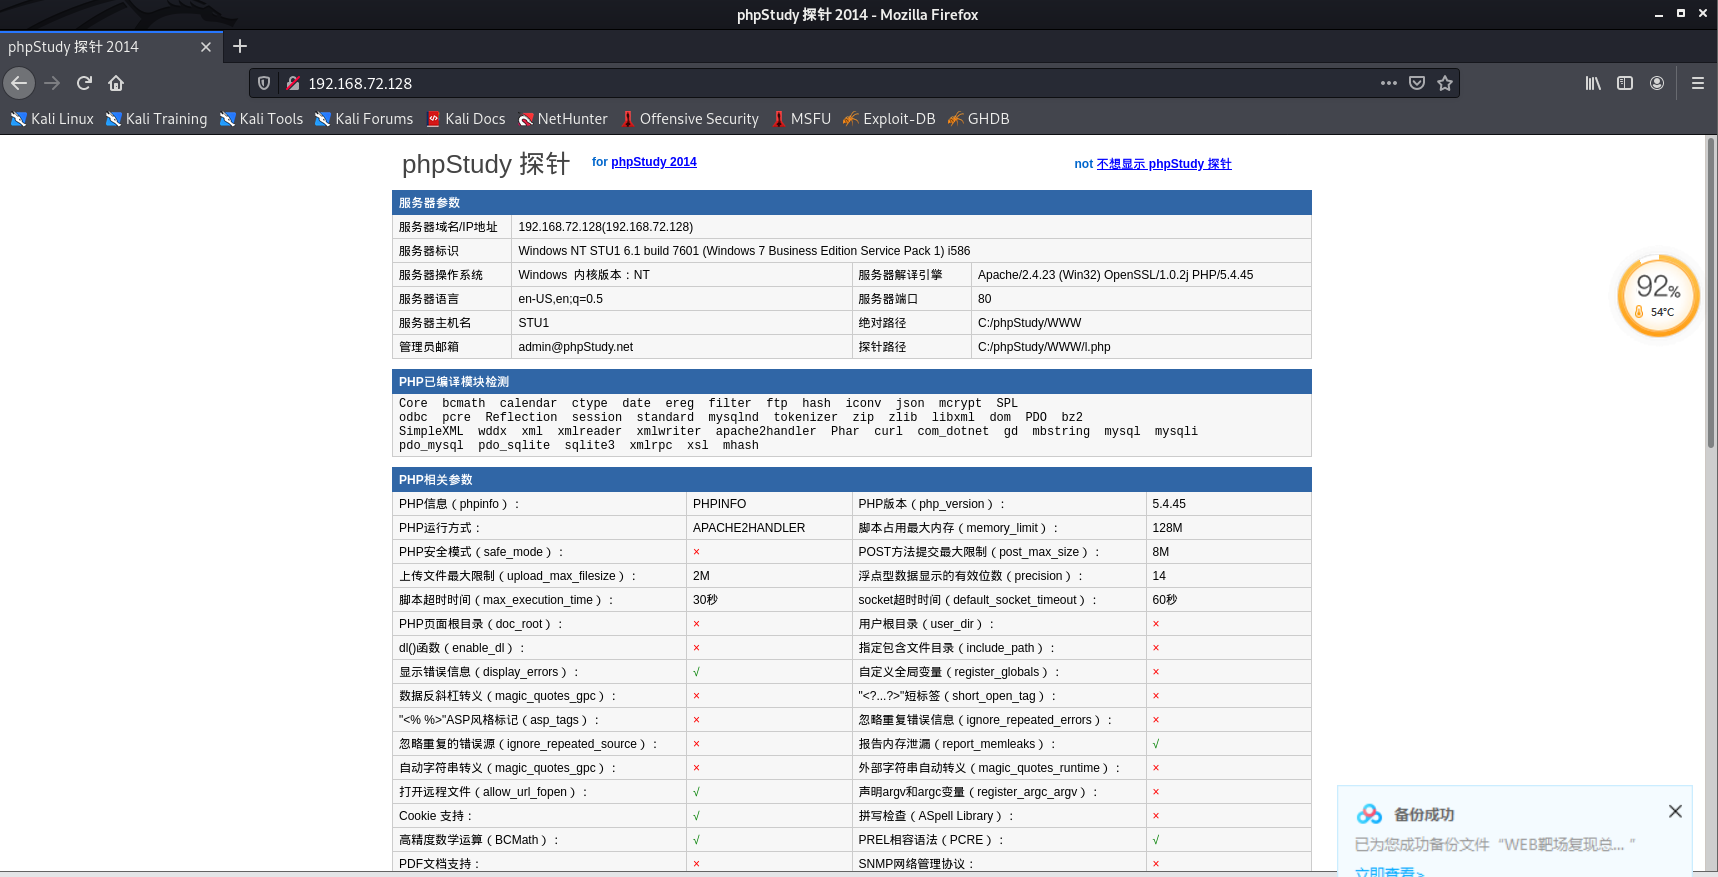 phpStudy 探针 2014 - Mozilla Firefox
phpStudy 探针 2014
192.168.72.128
Kali Linux Kali Training Kali Tools Kali Forums Kali Docs NetHunter Offensive Security MSFU Exploit-DB GHDB
phpStudy 探针 for phpStudy 2014 not 不想显示 phpStudy 探针
服务器参数
服务器域名/IP地址 192.168.72.128(192.168.72.128)
服务器标识 Windows NT STU1 6.1 build 7601 (Windows 7 Business Edition Service Pack 1) i586
服务器操作系统 Windows 内核版本：NT 服务器解译引擎 Apache/2.4.23 (Win32) OpenSSL/1.0.2j PHP/5.4.45
服务器语言 en-US,en;q=0.5 服务器端口 80
服务器主机名 STU1 绝对路径 C:/phpStudy/WWW
管理员邮箱 admin@phpStudy.net 探针路径 C:/phpStudy/WWW/l.php
92%
54°C
PHP已编译模块检测
Core bcmath calendar ctype date ereg filter ftp hash iconv json mcrypt SPL
odbc pcre Reflection session standard mysqlnd tokenizer zip zlib libxml dom PDO bz2
SimpleXML wddx xml xmlreader xmlwriter apache2handler Phar curl com_dotnet gd mbstring mysql mysqli
pdo_mysql pdo_sqlite sqlite3 xmlrpc xsl mhash
PHP相关参数
PHP信息（phpinfo）： PHPINFO PHP版本（php_version）： 5.4.45
PHP运行方式： APACHE2HANDLER 脚本占用最大内存（memory_limit）： 128M
PHP安全模式（safe_mode）： × POST方法提交最大限制（post_max_size）： 8M
上传文件最大限制（upload_max_filesize）： 2M 浮点型数据显示的有效位数（precision）： 14
脚本超时时间（max_execution_time）： 30秒 socket超时时间（default_socket_timeout）： 60秒
PHP页面根目录（doc_root）： × 用户根目录（user_dir）： ×
dl()函数（enable_dl）： × 指定包含文件目录（include_path）： ×
显示错误信息（display_errors）： √ 自定义全局变量（register_globals）： ×
数据反斜杠转义（magic_quotes_gpc）： × "<?...?>"短标签（short_open_tag）： ×
"<% %>"ASP风格标记（asp_tags）： × 忽略重复错误信息（ignore_repeated_errors）： ×
忽略重复的错误源（ignore_repeated_source）： × 报告内存泄漏（report_memleaks）： √
自动字符串转义（magic_quotes_gpc）： × 外部字符串自动转义（magic_quotes_runtime）： ×
打开远程文件（allow_url_fopen）： √ 声明argv和argc变量（register_argc_argv）： ×
Cookie 支持： √ 拼写检查（ASpell Library）： ×
高精度数学运算（BCMath）： √ PREL相容语法（PCRE）： √
PDF文档支持： × SNMP网络管理协议： ×
备份成功
已为您成功备份文件“WEB靶场复现总... ”
立即查看>